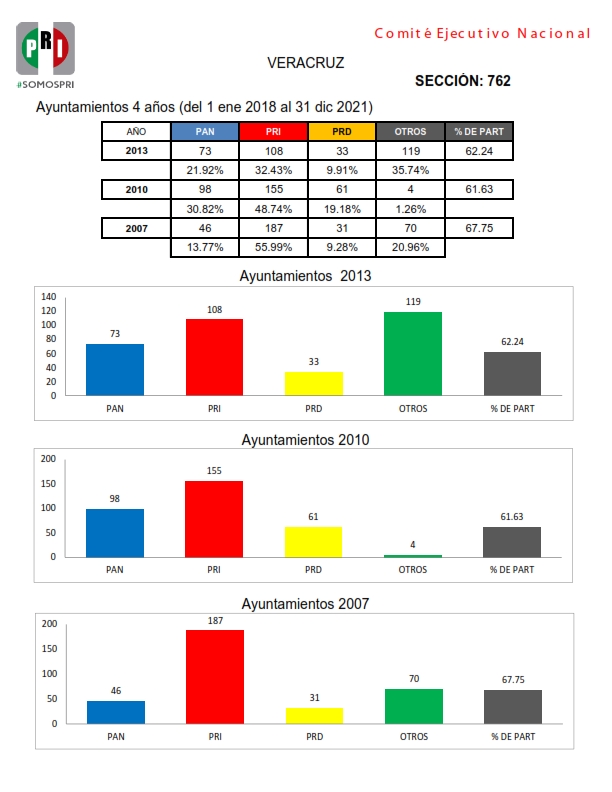 Comité Ejecutivo Nacional
PRI
#SOMOSPRI
VERACRUZ
SECCIÓN: 762
Ayuntamientos 4 años (del 1 ene 2018 al 31 dic 2021)
AÑO PAN PRI PRD OTROS % DE PART
2013 73 108 33 119 62.24
21.92% 32.43% 9.91% 35.74%
2010 98 155 61 4 61.63
30.82% 48.74% 19.18% 1.26%
2007 46 187 31 70 67.75
13.77% 55.99% 9.28% 20.96%
Ayuntamientos 2013
140
120
100
80
60
40
20
0
73 108 33 119 62.24
PAN PRI PRD OTROS % DE PART
Ayuntamientos 2010
200
150
100
50
0
98 155 61 4 61.63
PAN PRI PRD OTROS % DE PART
Ayuntamientos 2007
200
150
100
50
0
46 187 31 70 67.75
PAN PRI PRD OTROS % DE PART